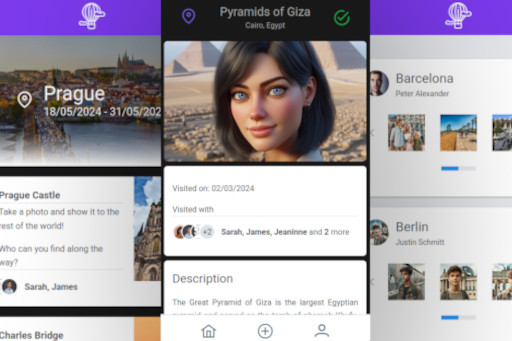 Prague
18/05/2024 - 31/05/202
Prague Castle
Take a photo and show it to the
rest of the world!
Who can you find along the
way?
Sarah, James
Charles Bridge
Pyramids of Giza
Cairo, Egypt
Visited on: 02/03/2024
Visited with
+2 Sarah, James, Jeaninne and 2 more
Description
The Great Pyramid of Giza is the largest Egyptian
Barcelona
Peter Alexander
Berlin
Justin Schmitt